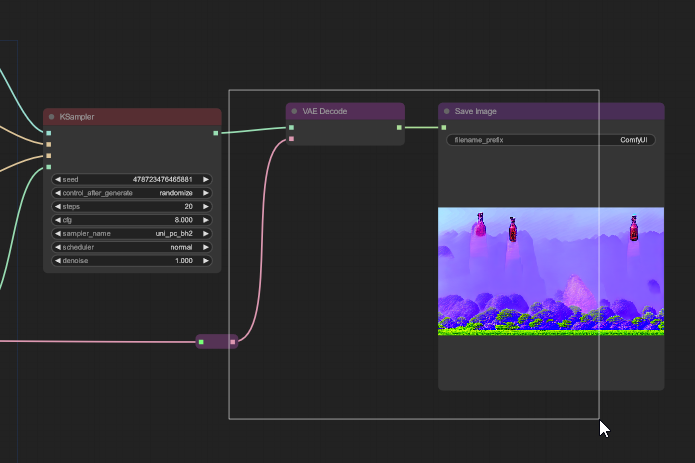 KSampler
seed 478723476465881
control_after_generate randomize
steps 20
cfg 8.000
sampler_name uni_pc_bh2
scheduler normal
denoise 1.000
VAE Decode
Save Image
filename_prefix ComfyUI